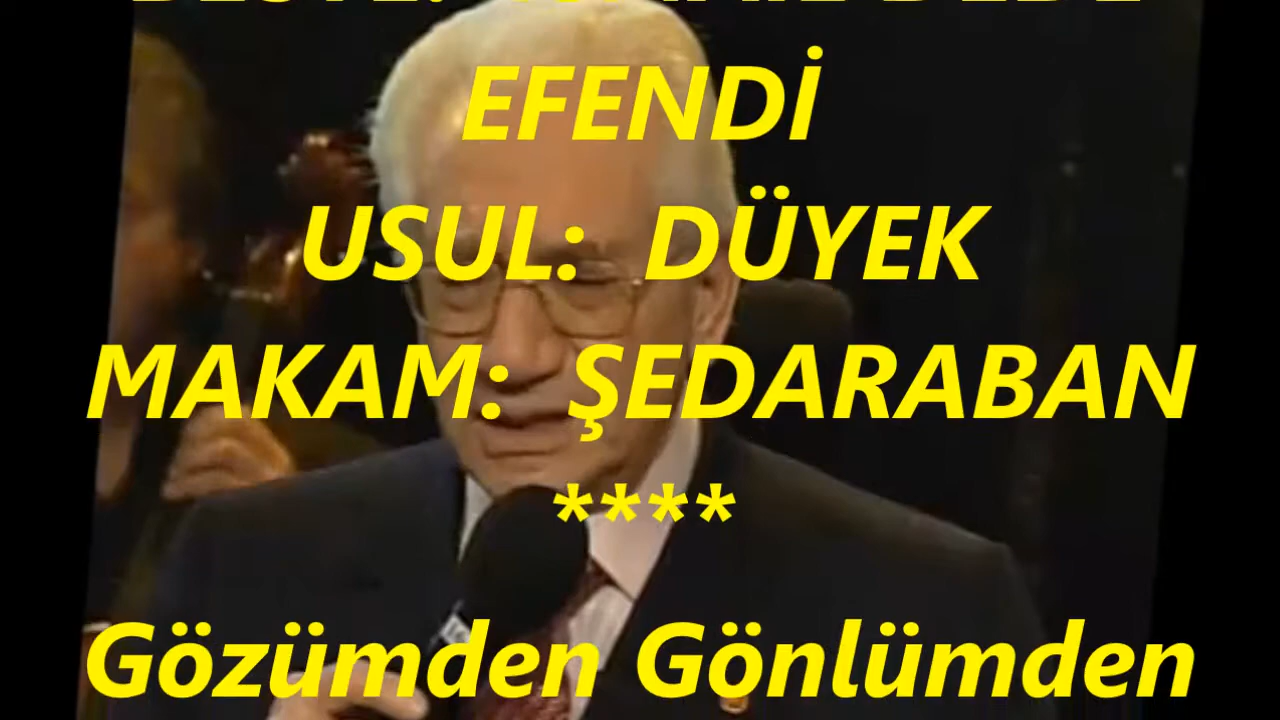 EFENDİ
USUL: DÜYEK
MAKAM: ŞEDARABAN
****
Gözümden Gönlümden